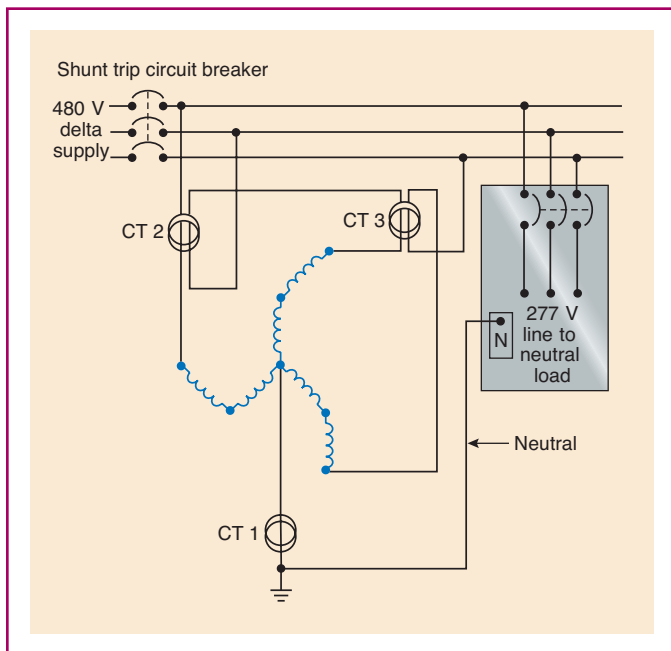 Shunt trip circuit breaker
480 V
delta
supply
CT 2
CT 3
277 V
line to
neutral
load
N
Neutral
CT 1